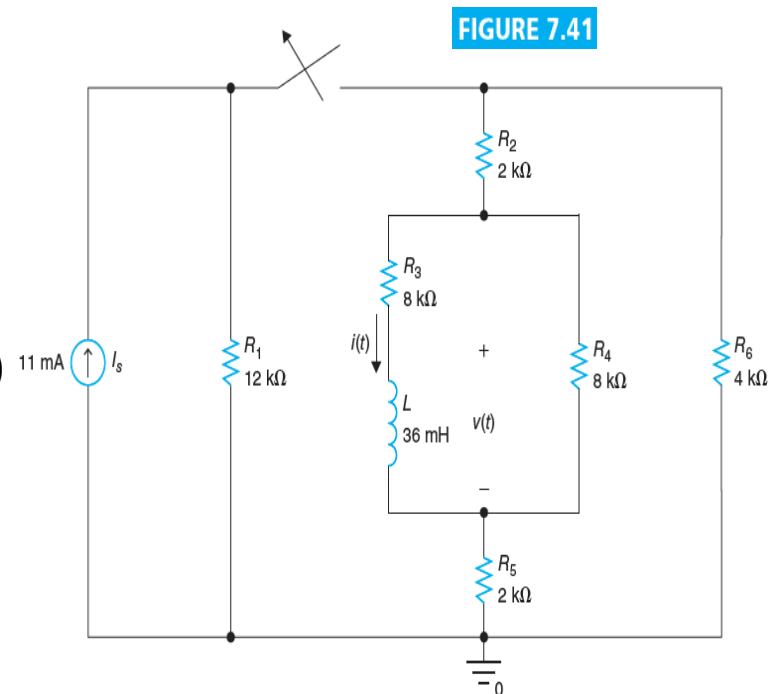 FIGURE 7.41
R2
2 kΩ
R3
8 kΩ
i(t)
+
11 mA
Is
R1
12 kΩ
R4
8 kΩ
R6
4 kΩ
L
36 mH
v(t)
−
R5
2 kΩ
0